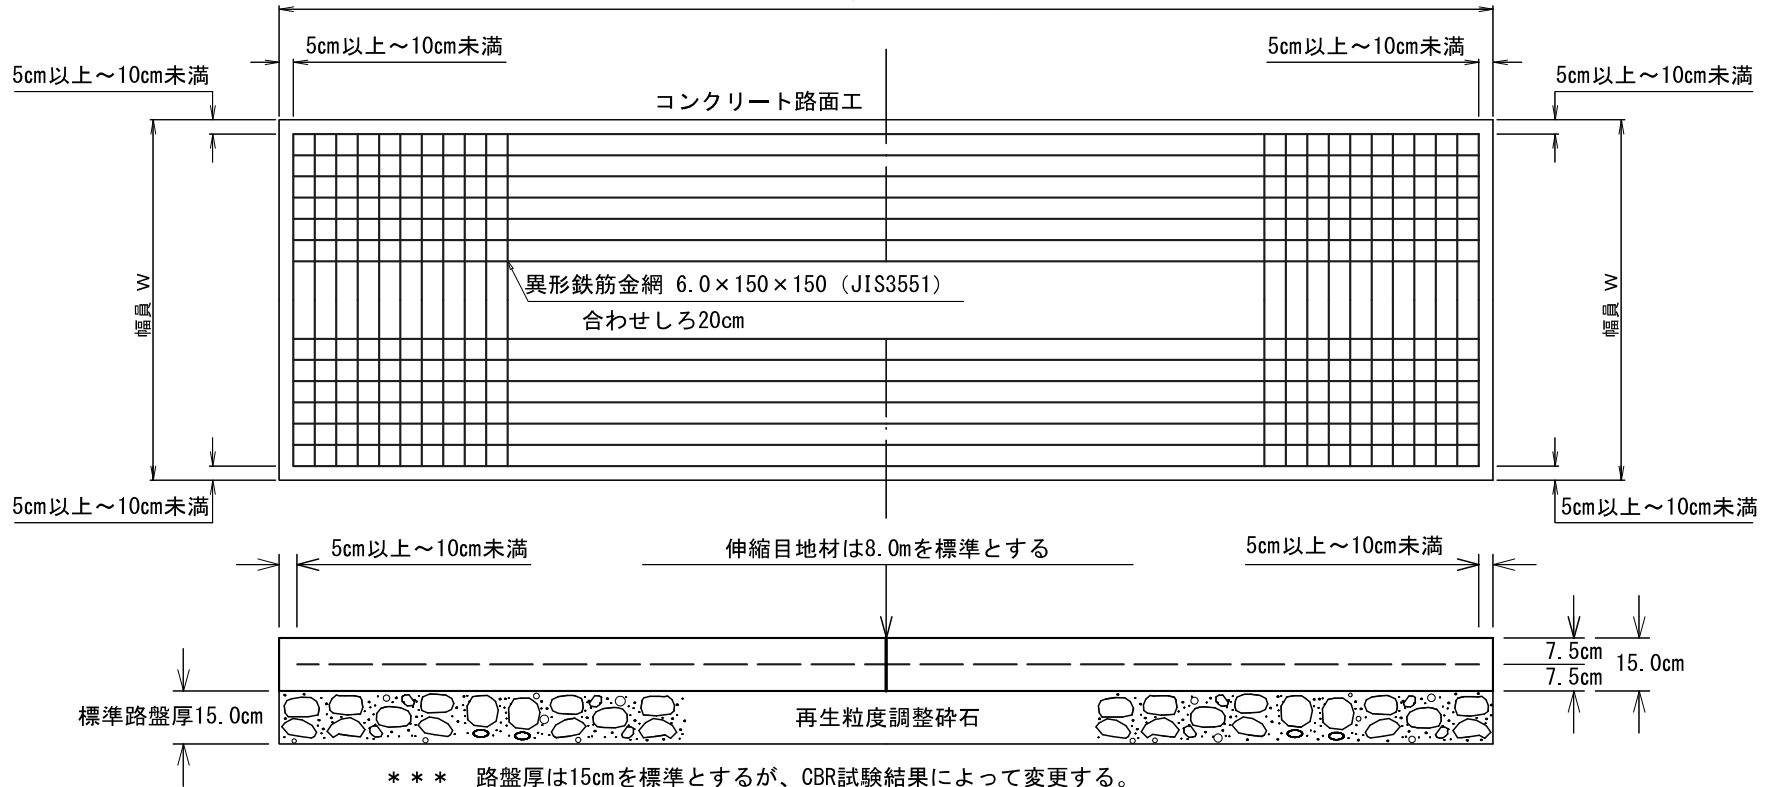 5cm以上～10cm未満
5cm以上～10cm未満
5cm以上～10cm未満
5cm以上～10cm未満
コンクリート路面工
幅員 W
異形鉄筋金網 6.0×150×150（JIS3551）
合わせしろ20cm
幅員 W
5cm以上～10cm未満
5cm以上～10cm未満
5cm以上～10cm未満
伸縮目地材は8.0mを標準とする
5cm以上～10cm未満
7.5cm
15.0cm
7.5cm
標準路盤厚15.0cm
再生粒度調整砕石
＊＊＊ 路盤厚は15cmを標準とするが、CBR試験結果によって変更する。